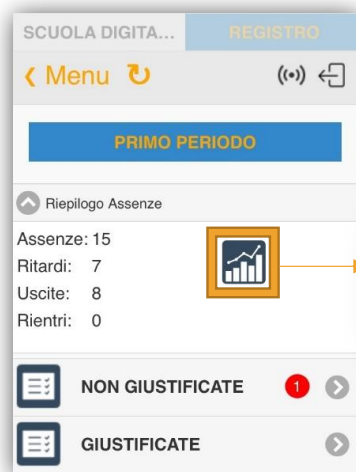 SCUOLA DIGITA... REGISTRO
Menu
PRIMO PERIODO
Riepilogo Assenze
Assenze: 15
Ritardi: 7
Uscite: 8
Rientri: 0
NON GIUSTIFICATE 1
GIUSTIFICATE